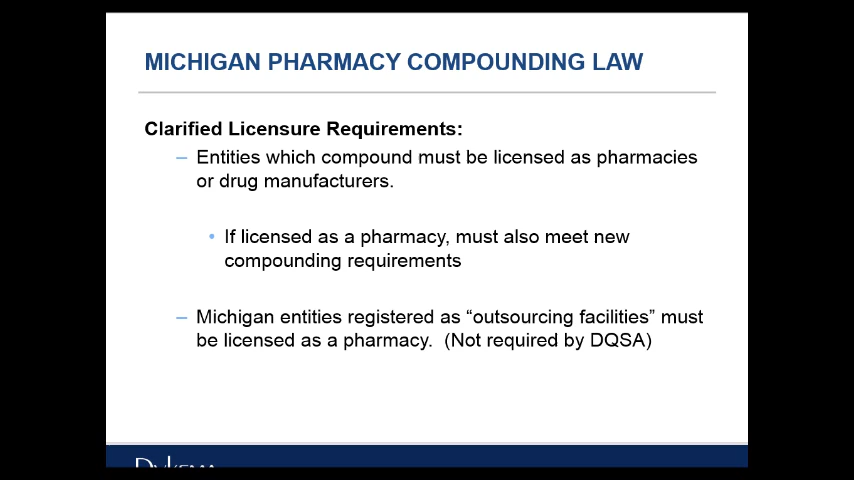 MICHIGAN PHARMACY COMPOUNDING LAW
Clarified Licensure Requirements:
– Entities which compound must be licensed as pharmacies
or drug manufacturers.
• If licensed as a pharmacy, must also meet new
compounding requirements
– Michigan entities registered as “outsourcing facilities” must
be licensed as a pharmacy.  (Not required by DQSA)
DYKEMA